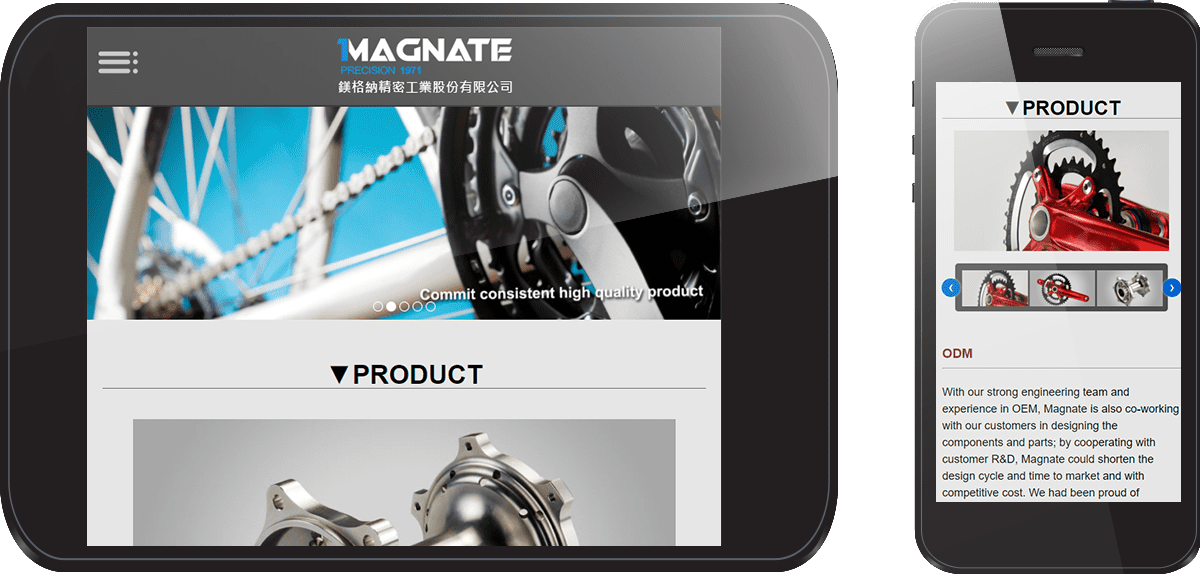 1MAGNATE
PRECISION 1971
鎂格納精密工業股份有限公司
Commit consistent high quality product
▼PRODUCT
▼PRODUCT
ODM
With our strong engineering team and
experience in OEM, Magnate is also co-working
with our customers in designing the
components and parts; by cooperating with
customer R&D, Magnate could shorten the
design cycle and time to market and with
competitive cost. We had been proud of